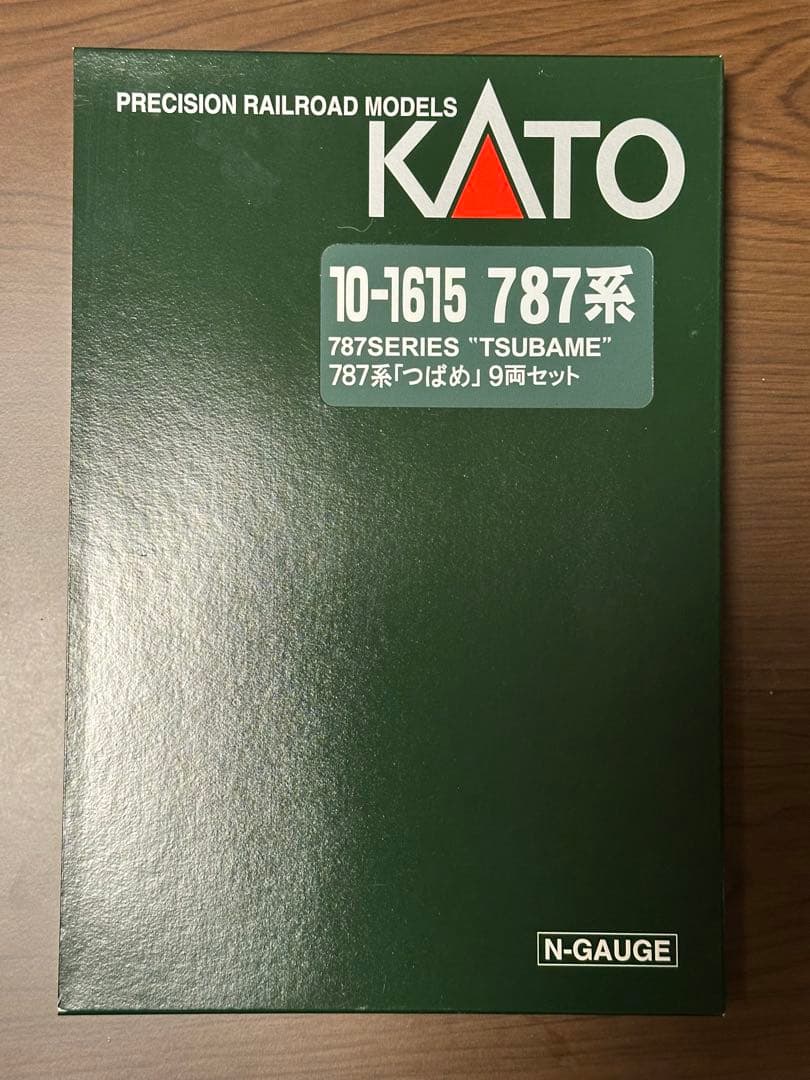 PRECISION RAILROAD MODELS
KATO
10-1615 787系
787SERIES "TSUBAME"
787系「つばめ」9両セット
N-GAUGE